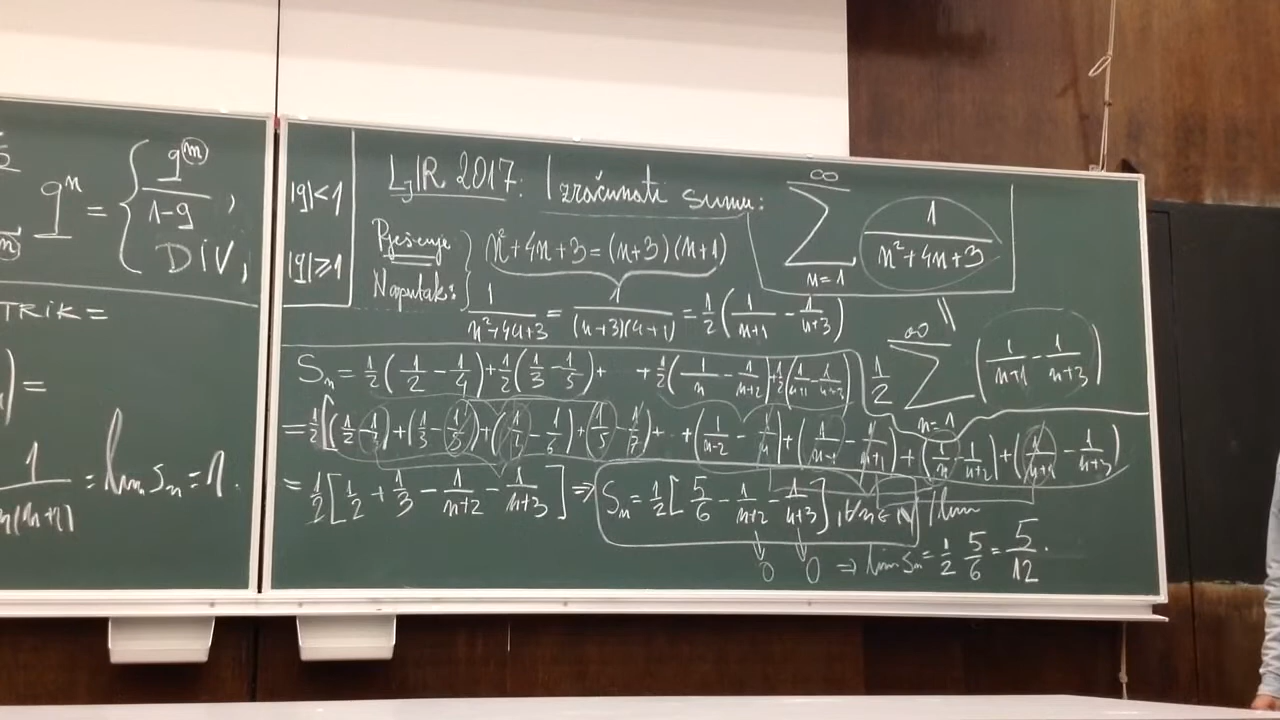 q^n = { q^(m) / (1-q) , |q|<1
DIV, |q|≥1
TRIK =
) =
1 / n(n+1) = lim S_n = 1.
LJIR 2017: Izračunati sumu: ∑_{n=1}^{∞} 1/(n²+4n+3)
Rješenje
Naputak:
n²+4n+3=(n+3)(n+1)
1/(n²+4n+3) = 1/((n+3)(n+1)) = 1/2 (1/(n+1) - 1/(n+3))
= 1/2 ∑_{n=1}^{∞} (1/(n+1) - 1/(n+3))
S_n = 1/2 (1/2 - 1/4) + 1/2 (1/3 - 1/5) + ... + 1/2 (1/n - 1/(n+2)) + 1/2 (1/(n+1) - 1/(n+3))
= 1/2 [(1/2 - 1/4) + (1/3 - 1/5) + (1/4 - 1/6) + (1/5 - 1/7) + ... + (1/(n-2) - 1/n) + (1/(n-1) - 1/(n+1)) + (1/n - 1/(n+2)) + (1/(n+1) - 1/(n+3))
= 1/2 [1/2 + 1/3 - 1/(n+2) - 1/(n+3)] ⇒ S_n = 1/2 [5/6 - 1/(n+2) - 1/(n+3)], ∀n∈N / lim
0 0 ⇒ lim S_n = 1/2 5/6 = 5/12.